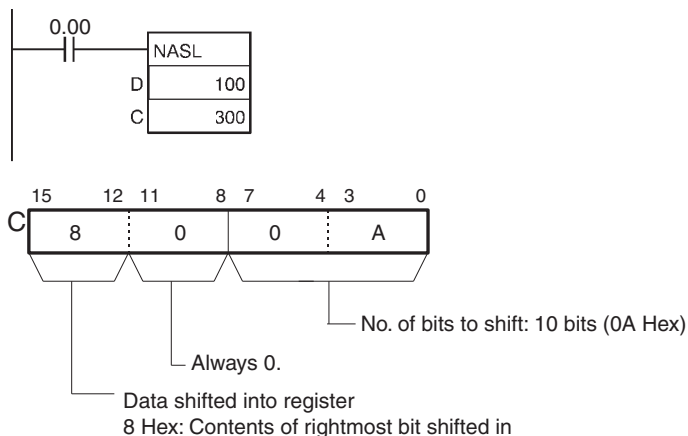 0.00
NASL
D 100
C 300
15 12 11 8 7 4 3 0
C 8 0 0 A
No. of bits to shift: 10 bits (0A Hex)
Always 0.
Data shifted into register
8 Hex: Contents of rightmost bit shifted in